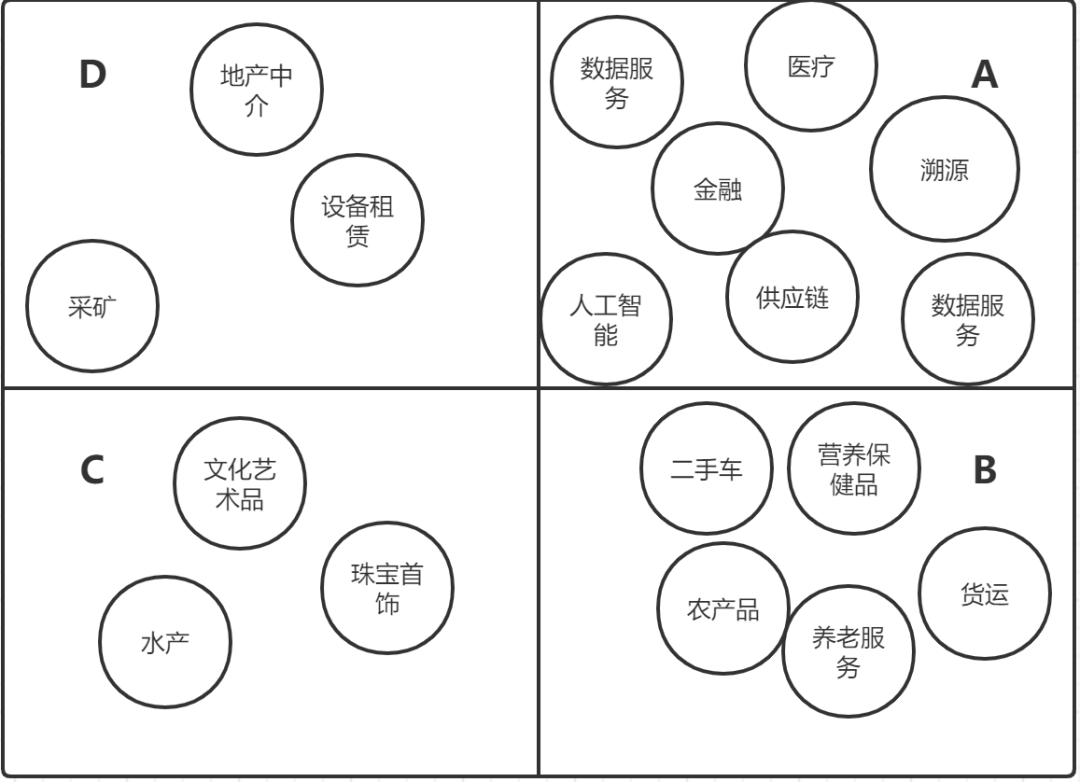 D
地产中
介
设备租
赁
采矿
A
数据服
务
医疗
溯源
金融
供应链
人工智
能
数据服
务
C
文化艺
术品
珠宝首
饰
水产
B
二手车
营养保
健品
货运
农产品
养老服
务